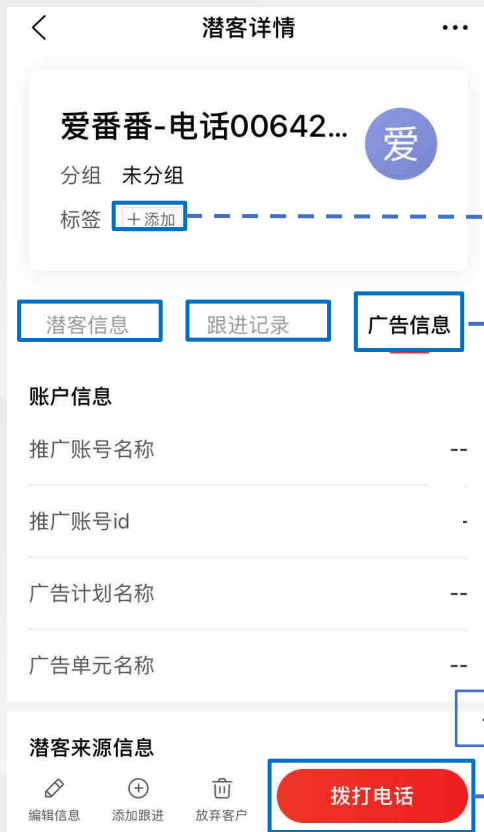 潜客详情
爱番番-电话00642...
爱
分组 未分组
标签 +添加
潜客信息 跟进记录 广告信息
账户信息
推广账号名称 --
推广账号id -
广告计划名称 --
广告单元名称 --
潜客来源信息
编辑信息 添加跟进 放弃客户 拨打电话